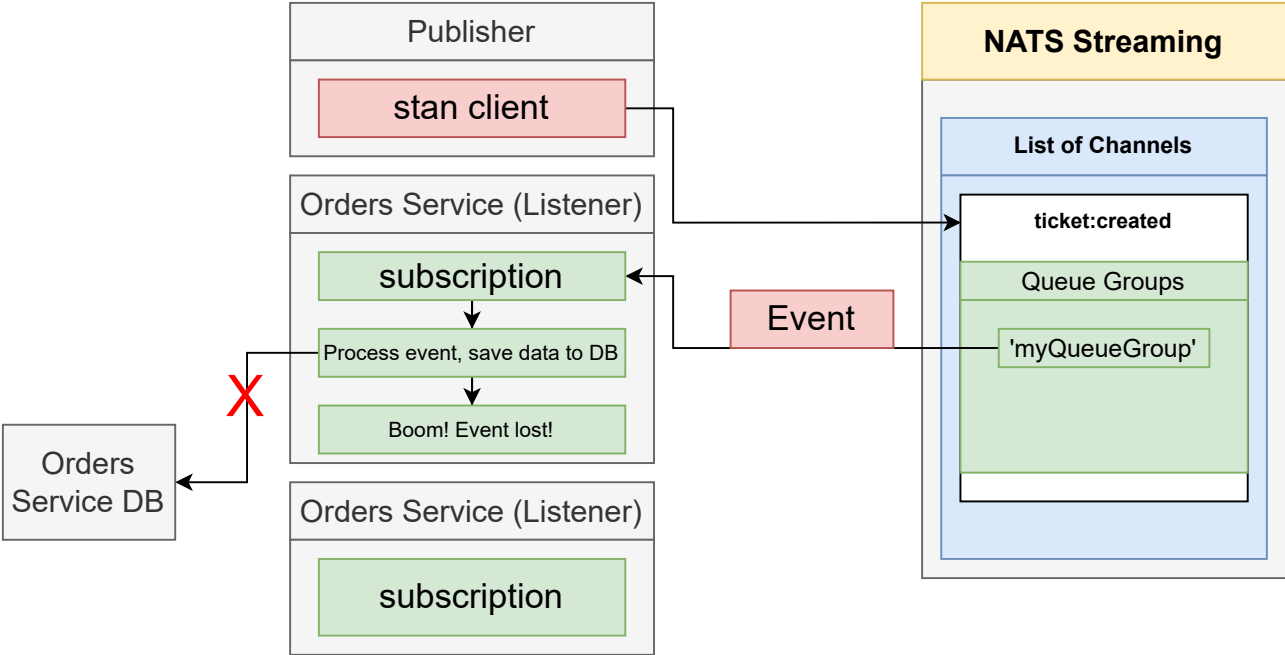 Publisher
stan client
Orders Service (Listener)
subscription
Process event, save data to DB
Boom! Event lost!
X
Orders
Service DB
Orders Service (Listener)
subscription
Event
NATS Streaming
List of Channels
ticket:created
Queue Groups
'myQueueGroup'